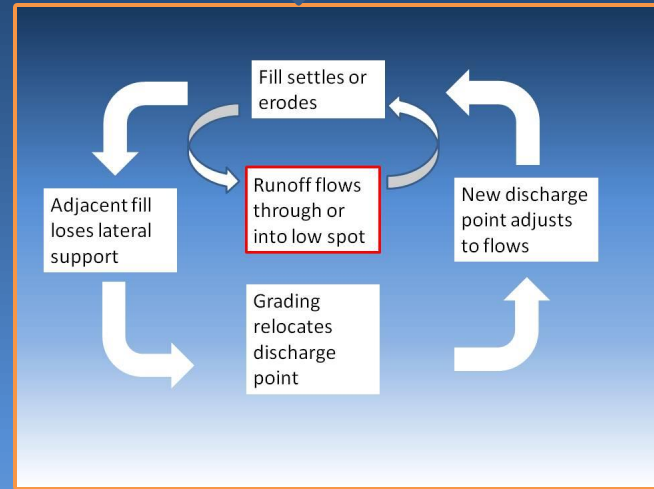 Fill settles or
erodes
Runoff flows
through or
into low spot
Adjacent fill
loses lateral
support
New discharge
point adjusts
to flows
Grading
relocates
discharge
point